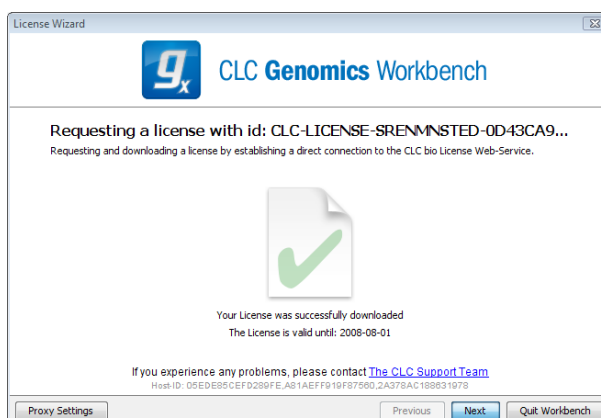 License Wizard
gx CLC Genomics Workbench
Requesting a license with id: CLC-LICENSE-SRENMNSTED-0D43CA9...
Requesting and downloading a license by establishing a direct connection to the CLC bio License Web-Service.
Your License was successfully downloaded
The License is valid until: 2008-08-01
If you experience any problems, please contact The CLC Support Team
Host-ID: D5EDE85CEFD289FE,A81AEFF919F87560,2A378AC188631978
Proxy Settings Previous Next Quit Workbench